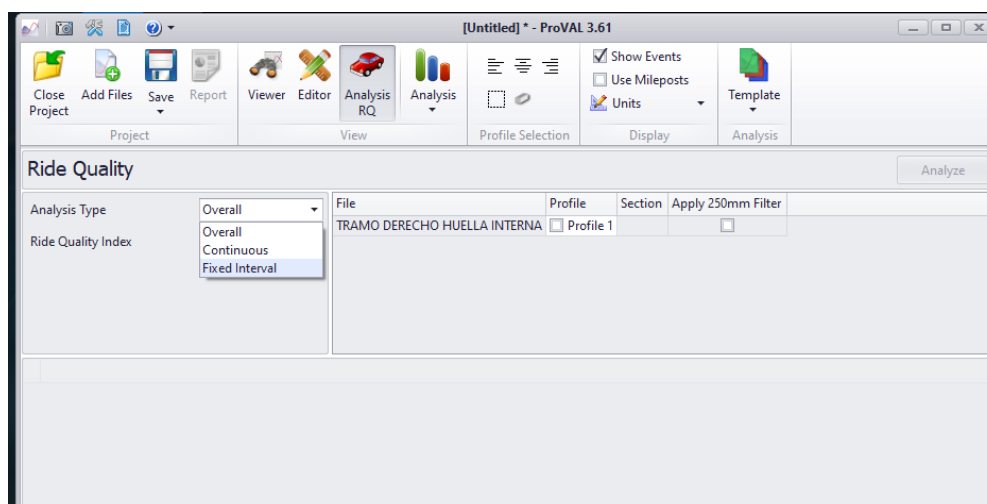 [Untitled] * - ProVAL 3.61
Close Project
Add Files
Save
Report
Viewer
Editor
Analysis RQ
Analysis
Show Events
Use Mileposts
Units
Template
Project
View
Profile Selection
Display
Analysis
Ride Quality
Analyze
Analysis Type
Overall
File
Profile
Section
Apply 250mm Filter
Overall
TRAMO DERECHO HUELLA INTERNA
Profile 1
Ride Quality Index
Continuous
Fixed Interval